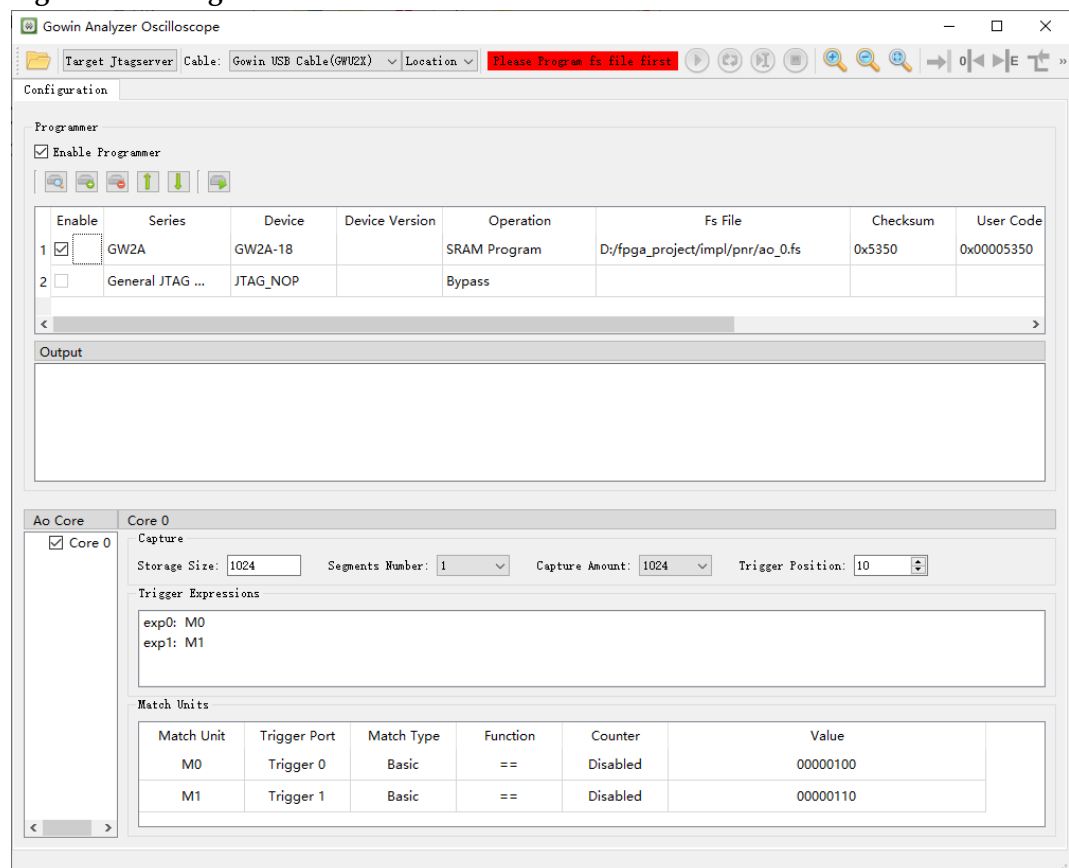 Gowin Analyzer Oscilloscope
Target Jtagserver Cable: Gowin USB Cable(GWU2X) Location Please Program fs file first
Configuration
Programmer
Enable Programmer
Enable Series Device Device Version Operation Fs File Checksum User Code
1 GW2A GW2A-18 SRAM Program D:/fpga_project/impl/pnr/ao_0.fs 0x5350 0x00005350
2 General JTAG ... JTAG_NOP Bypass
Output
Ao Core Core 0
Core 0
Capture
Storage Size: 1024 Segments Number: 1 Capture Amount: 1024 Trigger Position: 10
Trigger Expressions
exp0: M0
exp1: M1
Match Units
Match Unit Trigger Port Match Type Function Counter Value
M0 Trigger 0 Basic == Disabled 00000100
M1 Trigger 1 Basic == Disabled 00000110